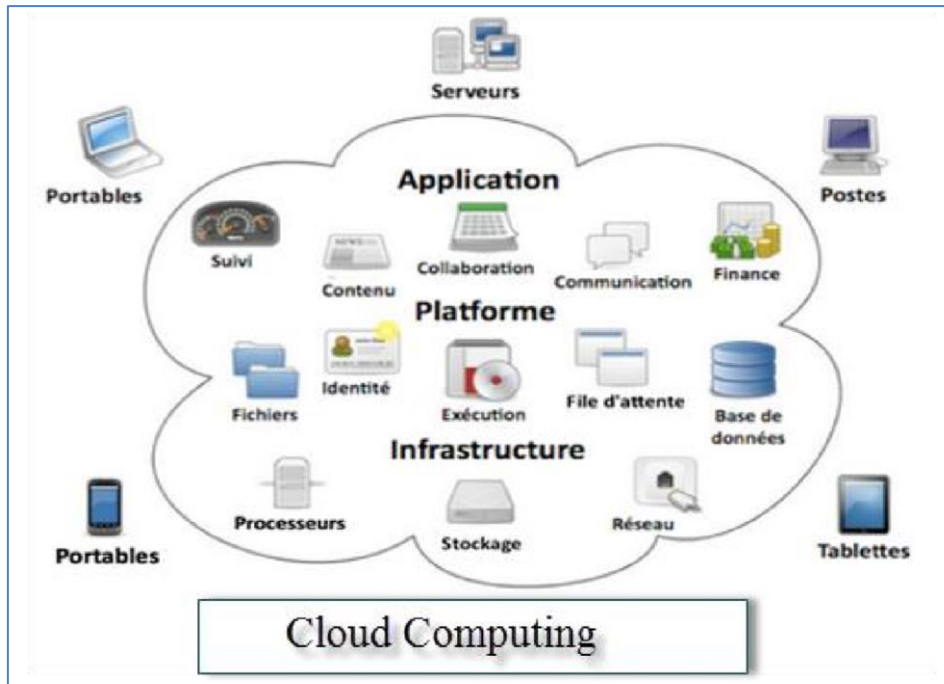 Serveurs
Portables
Postes
Application
Suivi
Contenu
Collaboration
Communication
Finance
Platforme
Fichiers
Identité
Exécution
File d'attente
Base de
données
Infrastructure
Processeurs
Stockage
Réseau
Portables
Tablettes
Cloud Computing